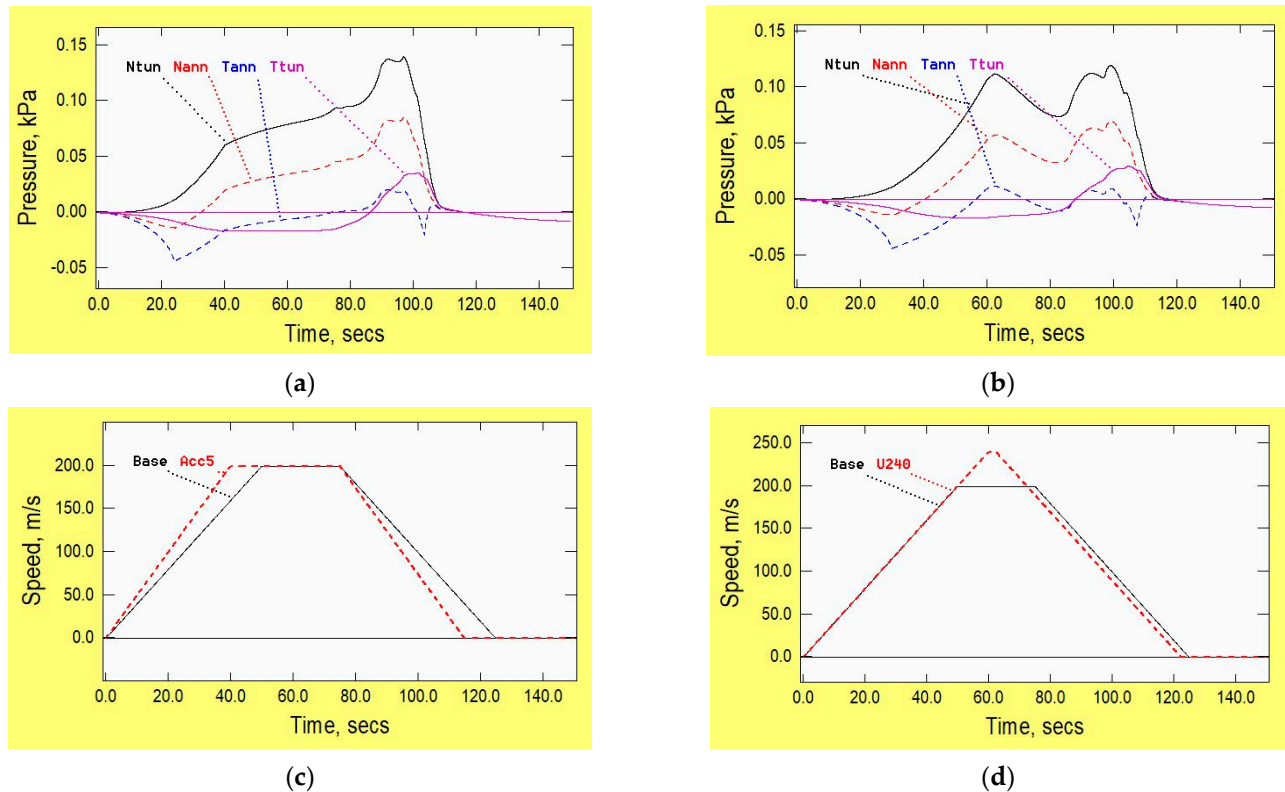 0.15
0.10
0.05
0.00
-0.05
Pressure, kPa
Ntun Nann Tann Ttun
0.0 20.0 40.0 60.0 80.0 100.0 120.0 140.0
Time, secs
(a)
0.15
0.10
0.05
0.00
-0.05
Pressure, kPa
Ntun Nann Tann Ttun
0.0 20.0 40.0 60.0 80.0 100.0 120.0 140.0
Time, secs
(b)
200.0
150.0
100.0
50.0
0.0
Speed, m/s
Base Acc5
0.0 20.0 40.0 60.0 80.0 100.0 120.0 140.0
Time, secs
(c)
250.0
200.0
150.0
100.0
50.0
0.0
Speed, m/s
Base U240
0.0 20.0 40.0 60.0 80.0 100.0 120.0 140.0
Time, secs
(d)